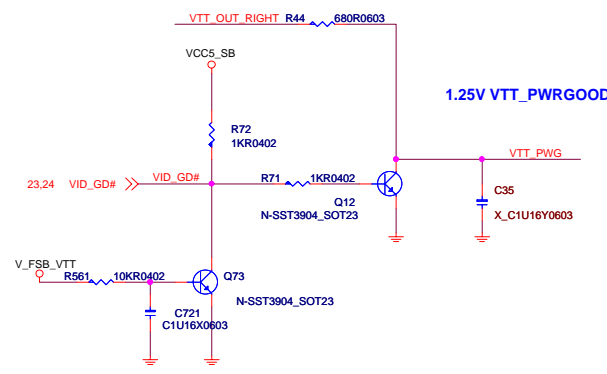 VTT_OUT_RIGHT R44 680R0603
VCC5_SB
1.25V VTT_PWRGOOD
R72
1KR0402
VTT_PWG
23,24 VID_GD# VID_GD# R71 1KR0402
C35
Q12
X_C1U16Y0603
N-SST3904_SOT23
V_FSB_VTT
R561 10KR0402 Q73
N-SST3904_SOT23
C721
C1U16X0603